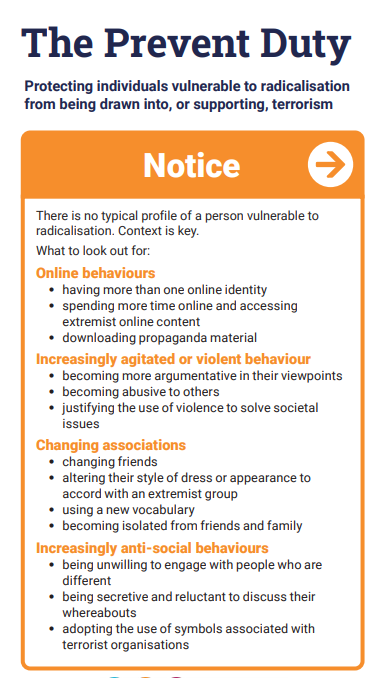 The Prevent Duty
Protecting individuals vulnerable to radicalisation
from being drawn into, or supporting, terrorism
Notice
There is no typical profile of a person vulnerable to
radicalisation. Context is key.
What to look out for:
Online behaviours
• having more than one online identity
• spending more time online and accessing
extremist online content
• downloading propaganda material
Increasingly agitated or violent behaviour
• becoming more argumentative in their viewpoints
• becoming abusive to others
• justifying the use of violence to solve societal
issues
Changing associations
• changing friends
• altering their style of dress or appearance to
accord with an extremist group
• using a new vocabulary
• becoming isolated from friends and family
Increasingly anti-social behaviours
• being unwilling to engage with people who are
different
• being secretive and reluctant to discuss their
whereabouts
• adopting the use of symbols associated with
terrorist organisations